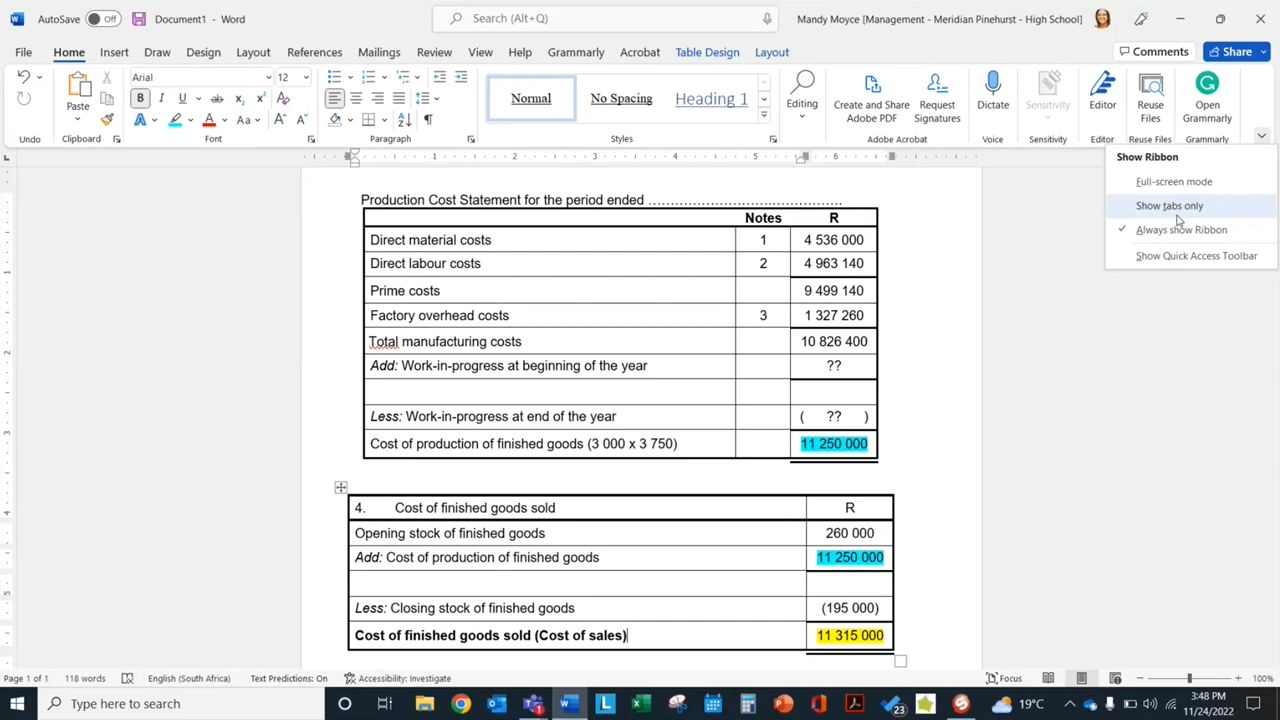 AutoSave Off Document1 - Word Search (Alt+Q) Mandy Moyce [Management - Meridian Pinehurst - High School]
File Home Insert Draw Design Layout References Mailings Review View Help Grammarly Acrobat Table Design Layout Comments Share
Arial 12
Paste
Normal No Spacing Heading 1
Editing
Create and Share Adobe PDF
Request Signatures
Dictate
Sensitivity
Editor
Reuse Files
Open Grammarly
Undo Clipboard Font Paragraph Styles Adobe Acrobat Voice Sensitivity Editor Reuse Files Grammarly
Show Ribbon
Full-screen mode
Show tabs only
Always show Ribbon
Show Quick Access Toolbar
1 2 3 4 5 6
Production Cost Statement for the period ended ……………………………………
Notes R
Direct material costs 1 4 536 000
Direct labour costs 2 4 963 140
Prime costs 9 499 140
Factory overhead costs 3 1 327 260
Total manufacturing costs 10 826 400
Add: Work-in-progress at beginning of the year ??
Less: Work-in-progress at end of the year ( ?? )
Cost of production of finished goods (3 000 x 3 750) 11 250 000
4. Cost of finished goods sold R
Opening stock of finished goods 260 000
Add: Cost of production of finished goods 11 250 000
Less: Closing stock of finished goods (195 000)
Cost of finished goods sold (Cost of sales) 11 315 000
Page 1 of 1 118 words English (South Africa) Text Predictions: On Accessibility: Investigate Focus 100%
Type here to search 23 19°C 3:48 PM
11/24/2022